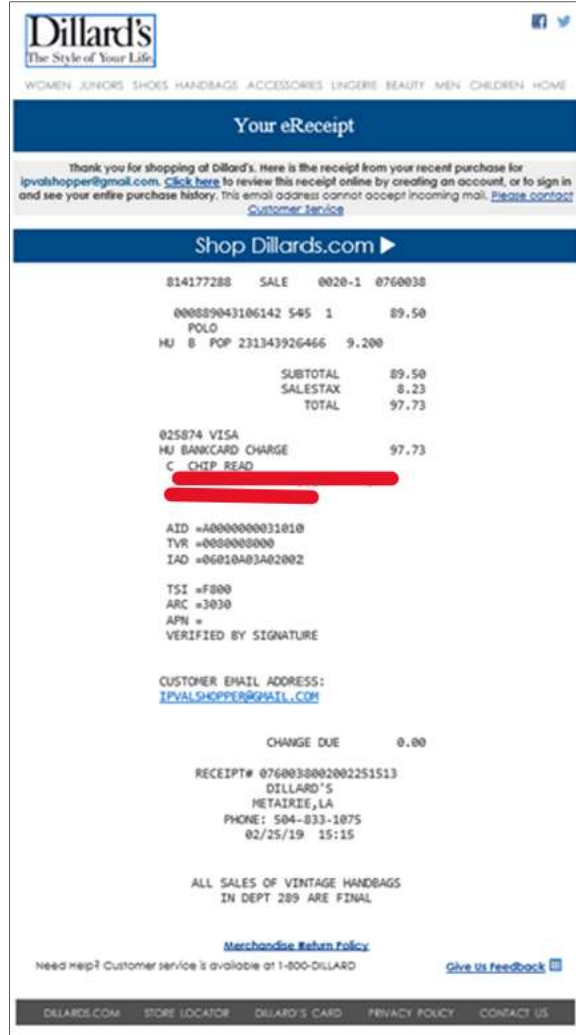 Dillard's
The Style of Your Life.
WOMEN JUNIORS SHOES HANDBAGS ACCESSORIES LINGERIE BEAUTY MEN CHILDREN HOME
Your eReceipt
Thank you for shopping at Dillard's. Here is the receipt from your recent purchase for
ipvalshopper@gmail.com. Click here to review this receipt online by creating an account, or to sign in
and see your entire purchase history. This email address cannot accept incoming mail. Please contact
Customer Service
Shop Dillards.com ▶
814177288 SALE 0020-1 0760038
000889043106142 545 1 89.50
POLO
HU B POP 231343926466 9.200
SUBTOTAL 89.50
SALESTAX 8.23
TOTAL 97.73
025874 VISA
HU BANKCARD CHARGE 97.73
C CHIP READ
AID =A0000000031010
TVR =0080008000
IAD =06010A03A02002
TSI =F800
ARC =3030
APN =
VERIFIED BY SIGNATURE
CUSTOMER EMAIL ADDRESS:
IPVALSHOPPER@GMAIL.COM
CHANGE DUE 0.00
RECEIPT# 0760038002002251513
DILLARD'S
METAIRIE,LA
PHONE: 504-833-1075
02/25/19 15:15
ALL SALES OF VINTAGE HANDBAGS
IN DEPT 289 ARE FINAL
Merchandise Return Policy
Need Help? Customer service is available at 1-800-DILLARD Give Us Feedback
DILLARDS.COM STORE LOCATOR DILLARD'S CARD PRIVACY POLICY CONTACT US